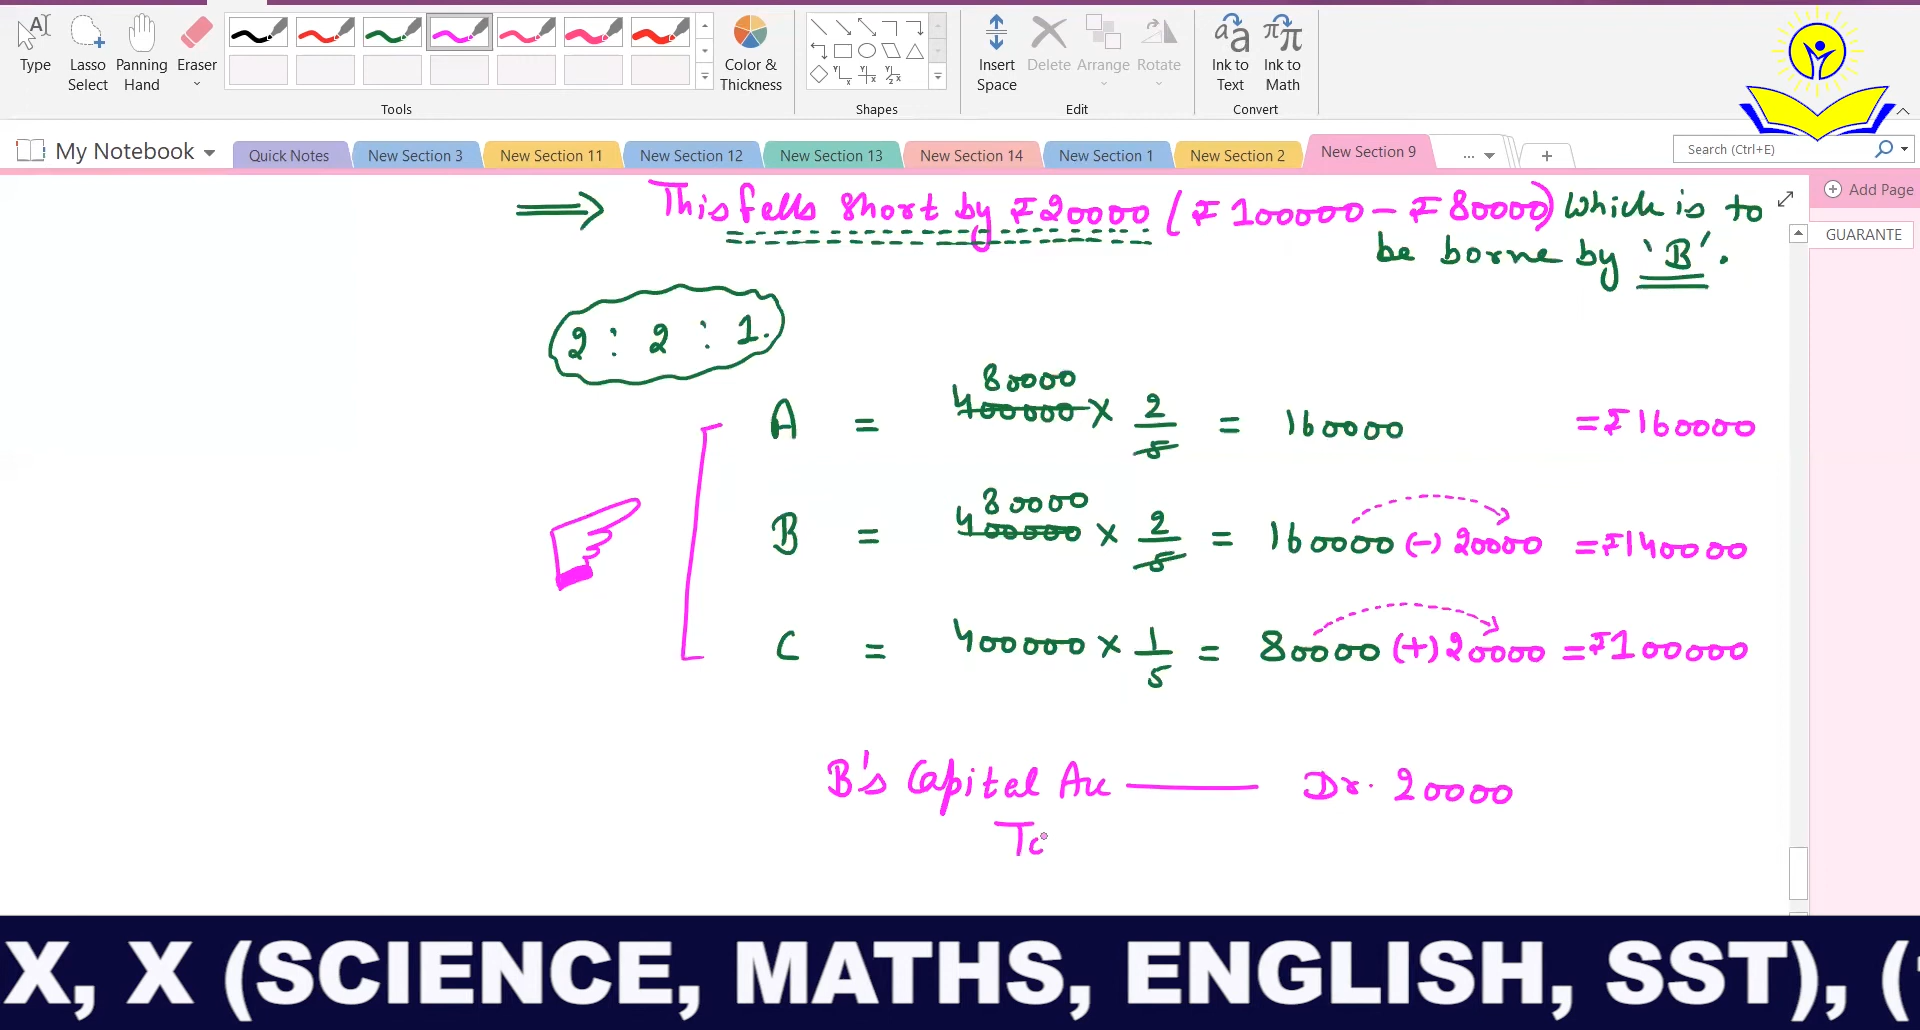 Type
Lasso Select
Panning Hand
Eraser
Color & Thickness
Insert Space
Delete
Arrange
Rotate
Ink to Text
Ink to Math
Tools
Shapes
Edit
Convert
My Notebook
Quick Notes
New Section 3
New Section 11
New Section 12
New Section 13
New Section 14
New Section 1
New Section 2
New Section 9
...
Search (Ctrl+E)
Add Page
GUARANTE
⟹ This fells short by ₹20000 (₹100000 - ₹80000) which is to
be borne by 'B'.
2 : 2 : 1.
80000
A = 400000 × 2/5 = 160000 = ₹160000
80000
B = 400000 × 2/5 = 160000 (-) 20000 = ₹140000
C = 400000 × 1/5 = 80000 (+) 20000 = ₹100000
B's Capital A/c ——— Dr. 20000
To
X, X (SCIENCE, MATHS, ENGLISH, SST), (